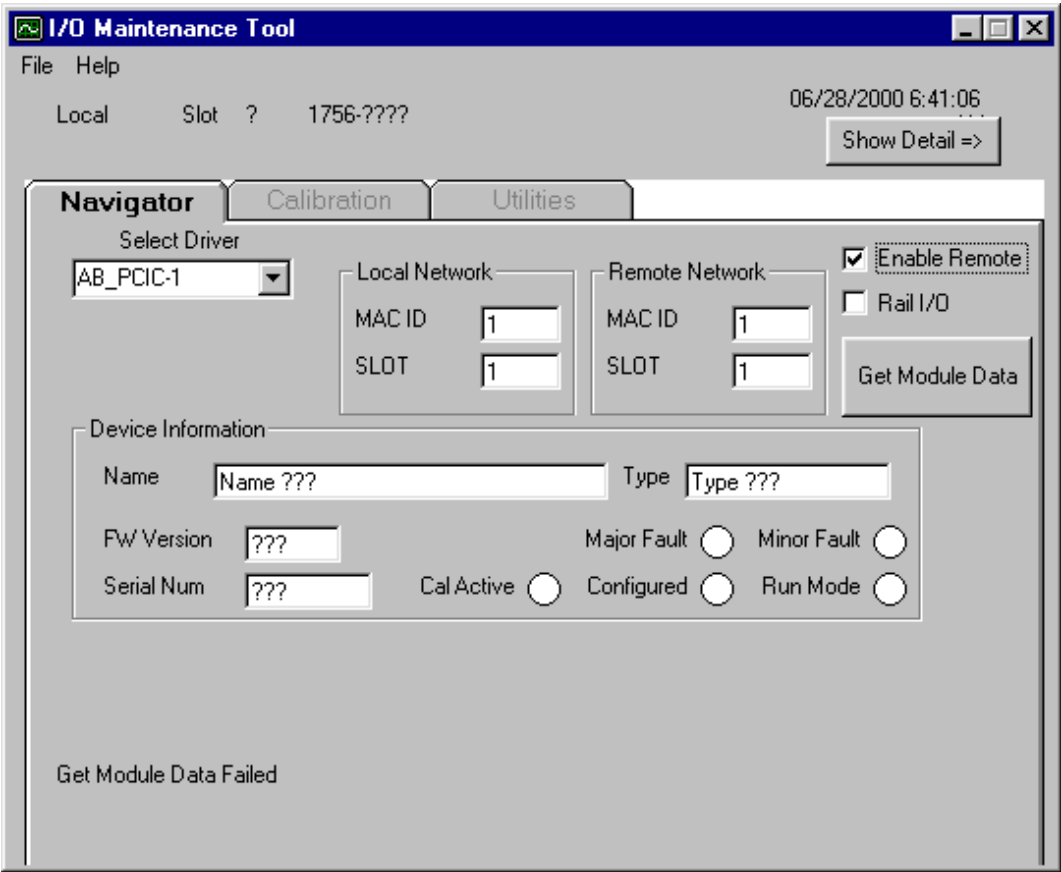 I/O Maintenance Tool
File Help
06/28/2000 6:41:06
Local Slot ? 1756-????
Show Detail =>
Navigator Calibration Utilities
Select Driver
AB_PCIC-1
Local Network
Remote Network
Enable Remote
Rail I/O
MAC ID 1
MAC ID 1
SLOT 1
SLOT 1
Get Module Data
Device Information
Name Name ??? Type Type ???
FW Version ??? Major Fault Minor Fault
Serial Num ??? Cal Active Configured Run Mode
Get Module Data Failed